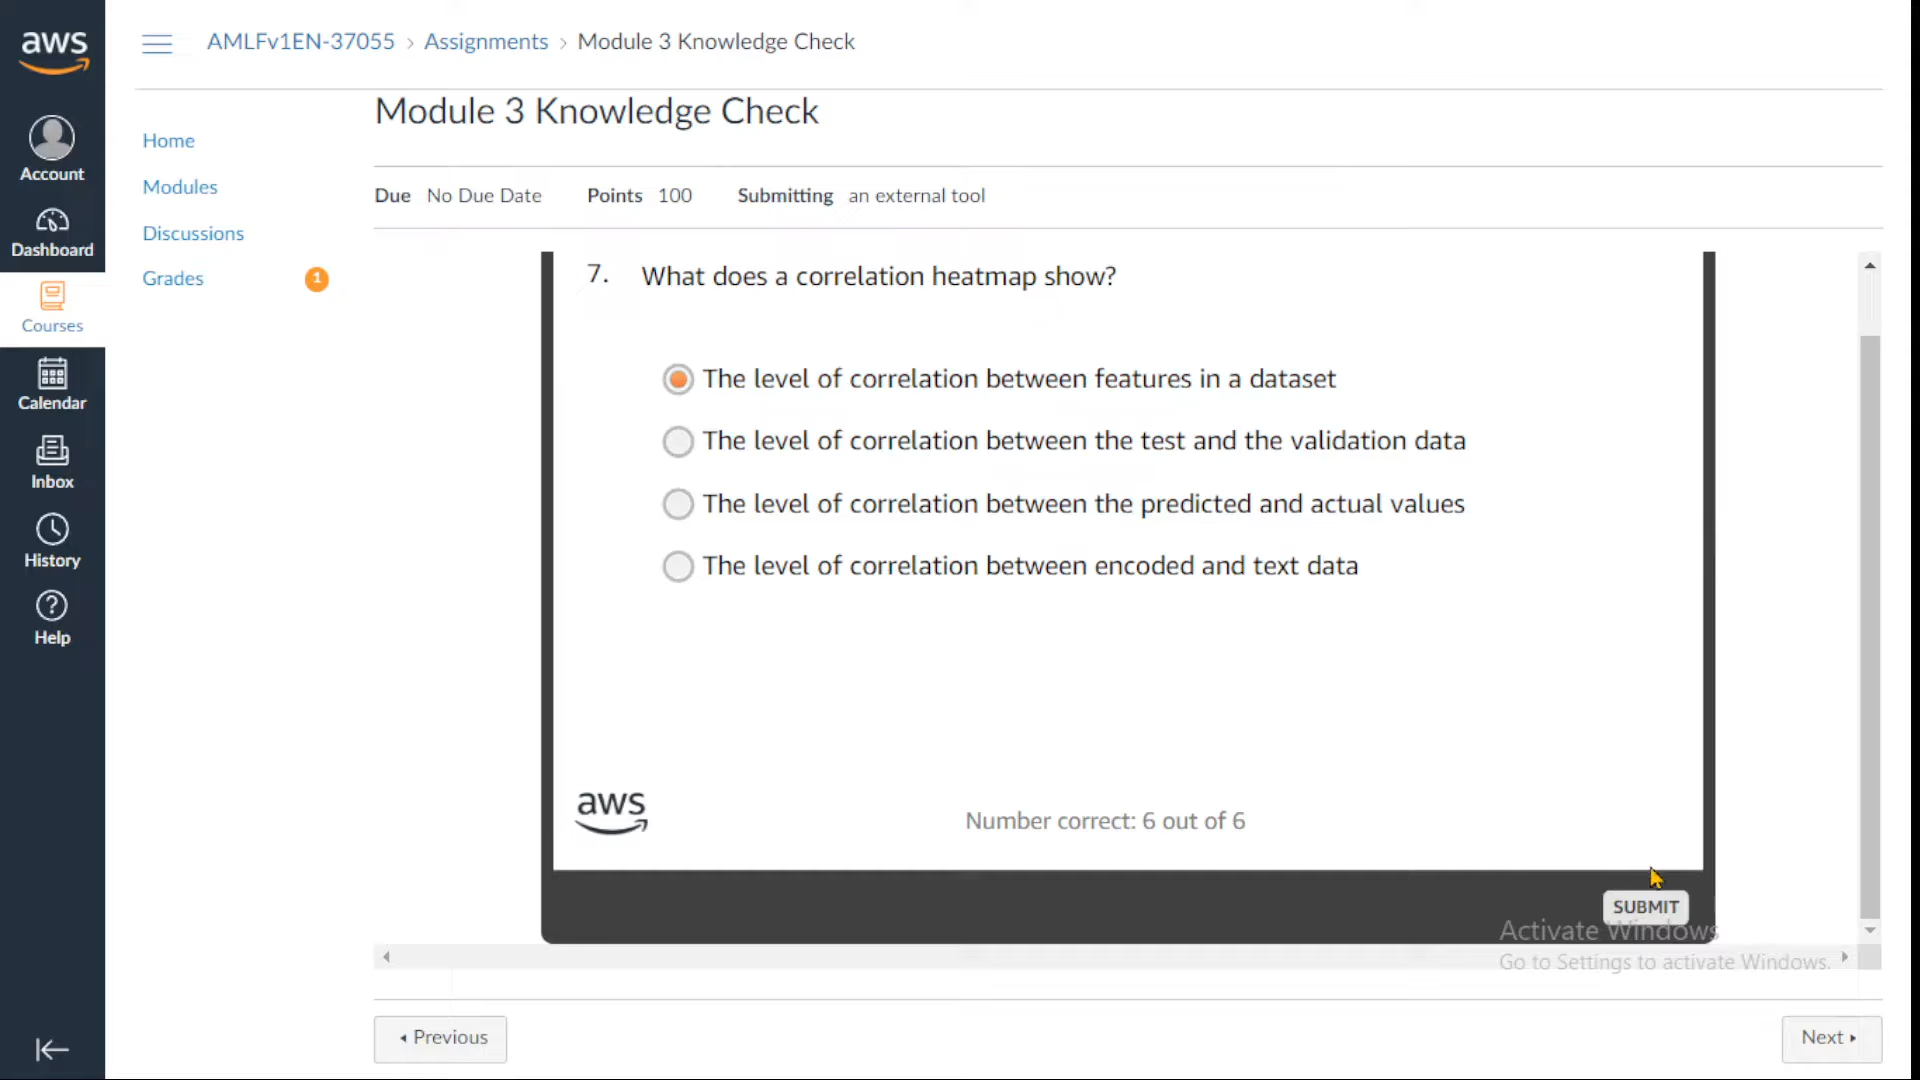 aws
AMLFv1EN-37055 › Assignments › Module 3 Knowledge Check
Module 3 Knowledge Check
Account
Dashboard
Courses
Calendar
Inbox
History
Help
Home
Modules
Discussions
Grades 1
Due No Due Date Points 100 Submitting an external tool
7. What does a correlation heatmap show?
The level of correlation between features in a dataset
The level of correlation between the test and the validation data
The level of correlation between the predicted and actual values
The level of correlation between encoded and text data
aws
Number correct: 6 out of 6
SUBMIT
Activate Windows
Go to Settings to activate Windows.
Previous
Next